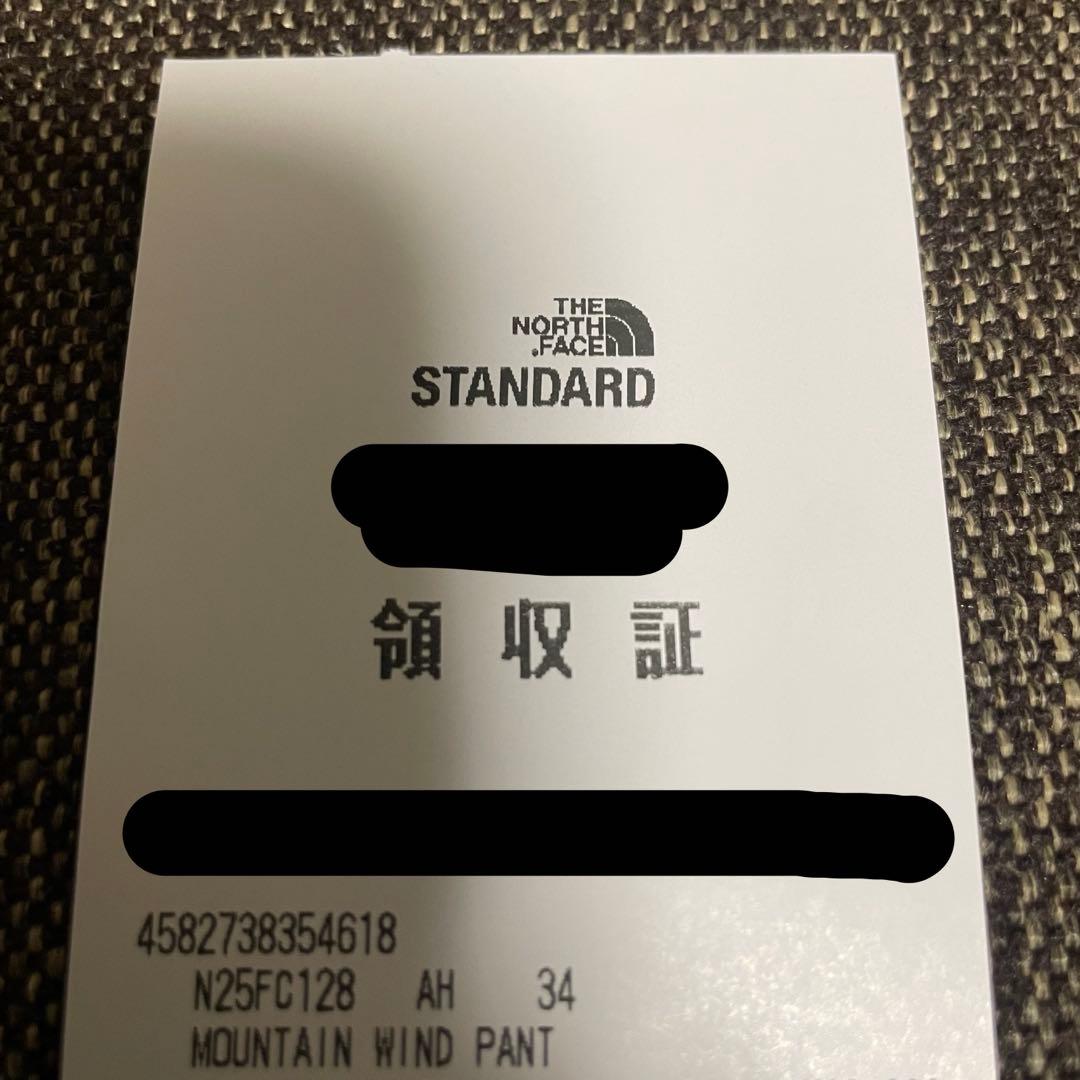 THE
NORTH
FACE
STANDARD
領収証
4582738354618
N25FC128 AH 34
MOUNTAIN WIND PANT